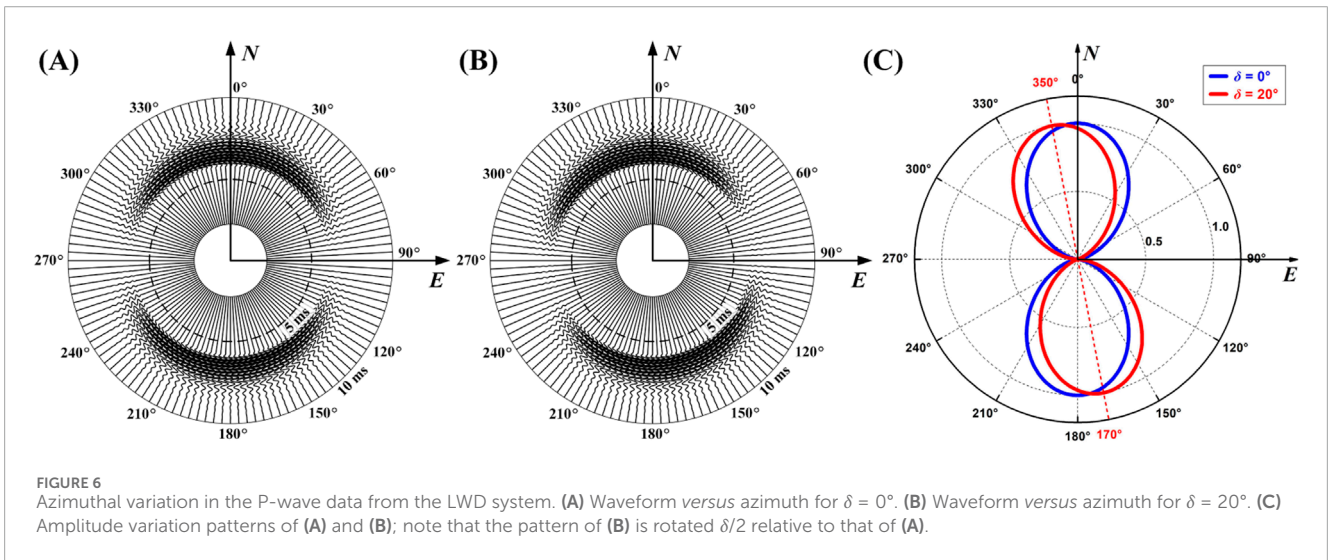 (A)
N
0°
30°
60°
90°
E
120°
150°
180°
210°
240°
270°
300°
330°
5 ms
10 ms
(B)
N
0°
30°
60°
90°
E
120°
150°
180°
210°
240°
270°
300°
330°
5 ms
10 ms
(C)
N
δ = 0°
δ = 20°
350°
0°
30°
60°
90°
E
120°
150°
170°
180°
210°
240°
270°
300°
330°
0.5
1.0
FIGURE 6
Azimuthal variation in the P-wave data from the LWD system. (A) Waveform versus azimuth for δ = 0°. (B) Waveform versus azimuth for δ = 20°. (C)
Amplitude variation patterns of (A) and (B); note that the pattern of (B) is rotated δ/2 relative to that of (A).